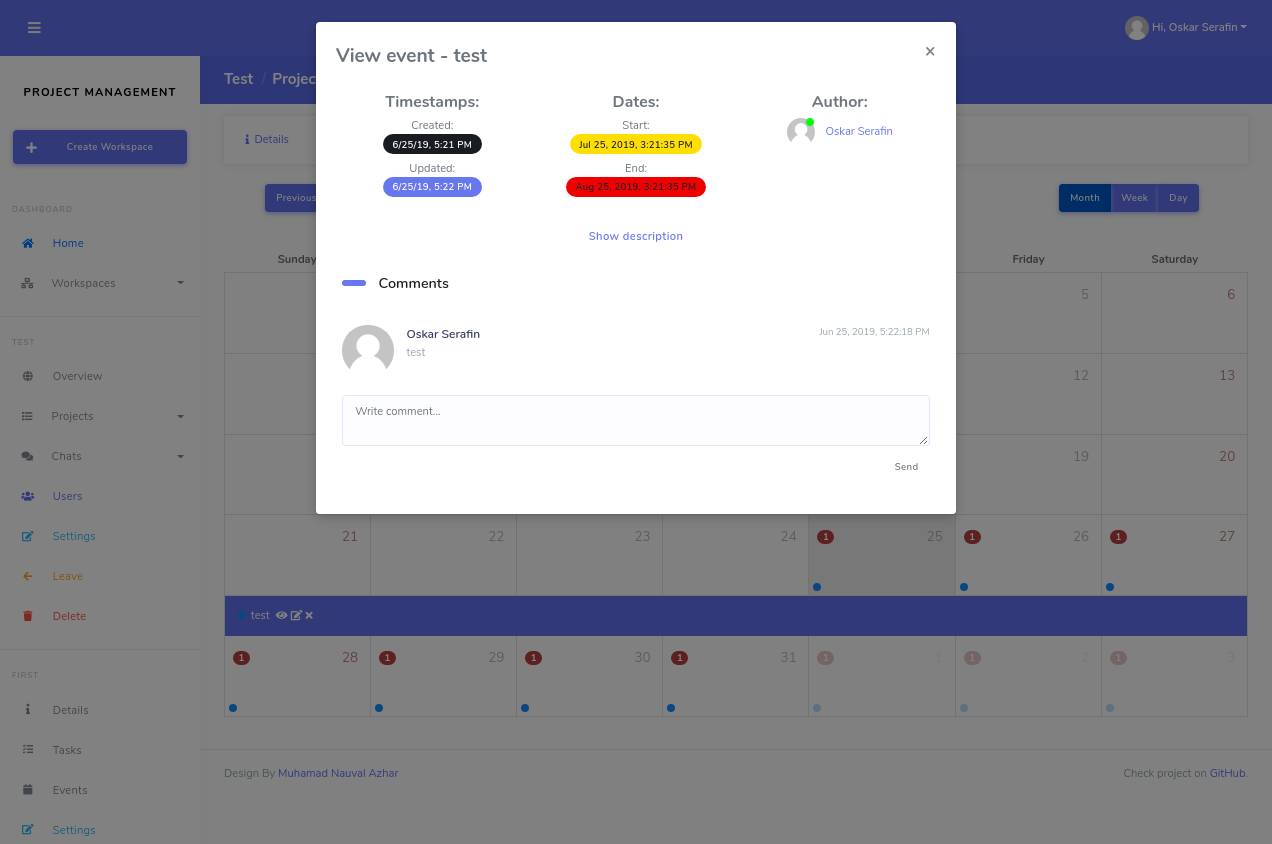 Hi, Oskar Serafin
PROJECT MANAGEMENT
Create Workspace
DASHBOARD
Home
Workspaces
TEST
Overview
Projects
Chats
Users
Settings
Leave
Delete
FIRST
Details
Tasks
Events
Settings
Test / Projec
Details
Previous
Month Week Day
Sunday Friday Saturday
5 6
12 13
19 20
View event - test
×
Timestamps: Dates: Author:
Created: Start:
6/25/19, 5:21 PM Jul 25, 2019, 3:21:35 PM Oskar Serafin
Updated: End:
6/25/19, 5:22 PM Aug 25, 2019, 3:21:35 PM
Show description
Comments
Oskar Serafin Jun 25, 2019, 5:22:18 PM
test
Write comment...
Send
21 22 23 24 1 25 1 26 1 27
test
1 28 1 29 1 30 1 31 1 1 1 2 1 3
Design By Muhamad Nauval Azhar Check project on GitHub.